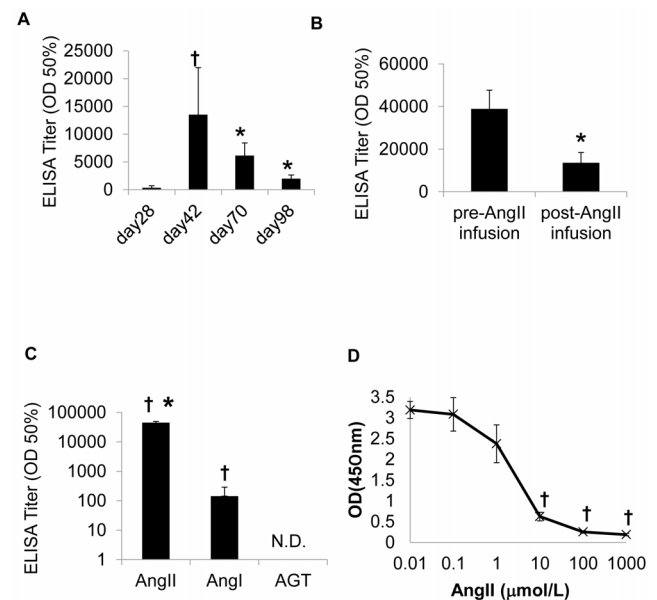 A
ELISA Titer (OD 50%)
25000
20000
15000
10000
5000
0
†
*
*
day28
day42
day70
day98
B
ELISA Titer (OD 50%)
60000
40000
20000
0
*
pre-AngII
infusion
post-AngII
infusion
C
ELISA Titer (OD 50%)
100000
10000
1000
100
10
1
† *
†
N.D.
AngII AngI AGT
D
OD(450nm)
3.5
3
2.5
2
1.5
1
0.5
0
† † †
0.01 0.1 1 10 100 1000
AngII (μmol/L)